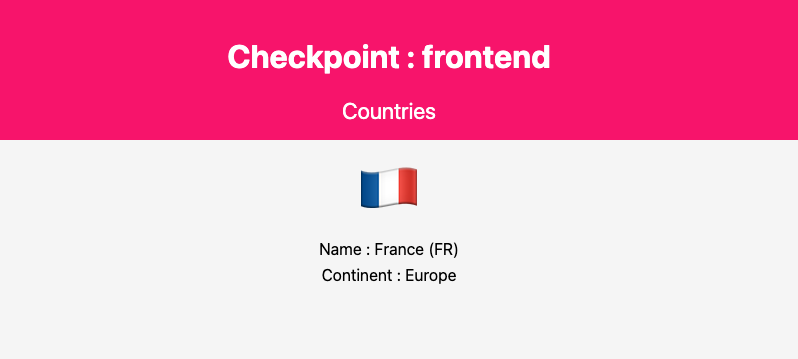 Checkpoint : frontend
Countries
Name : France (FR)
Continent : Europe